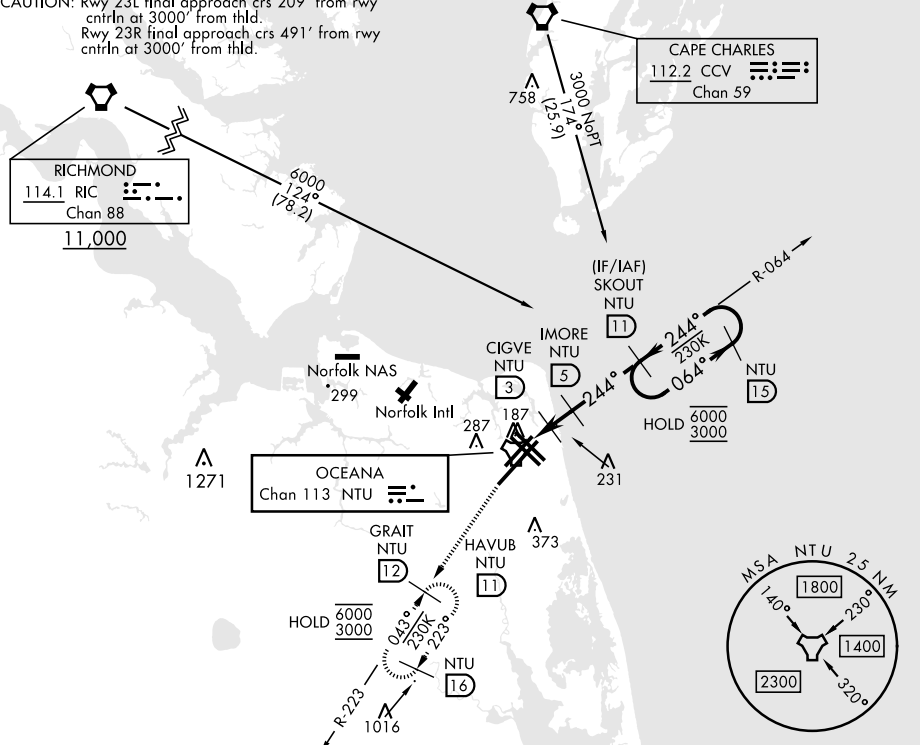 CAUTION: Rwy 23L final approach crs 209' from rwy
cntrln at 3000' from thld.
Rwy 23R final approach crs 491' from rwy
cntrln at 3000' from thld.
CAPE CHARLES
112.2 CCV
Chan 59
758
3000 NoPT
174°
(25.9)
RICHMOND
114.1 RIC
Chan 88
11,000
6000
124°
(78.2)
(IF/IAF)
SKOUT
NTU
11
R-064
244°
230K
064°
NTU
15
HOLD 6000
3000
IMORE
NTU
5
CIGVE
NTU
3
244°
Norfolk NAS
299
Norfolk Intl
287
187
231
1271
OCEANA
Chan 113 NTU
373
GRAIT
NTU
12
HAVUB
NTU
11
HOLD 6000
3000
043°
230K
223°
NTU
16
R-223
1016
MSA NTU 25 NM
1800
140°
230°
1400
2300
320°